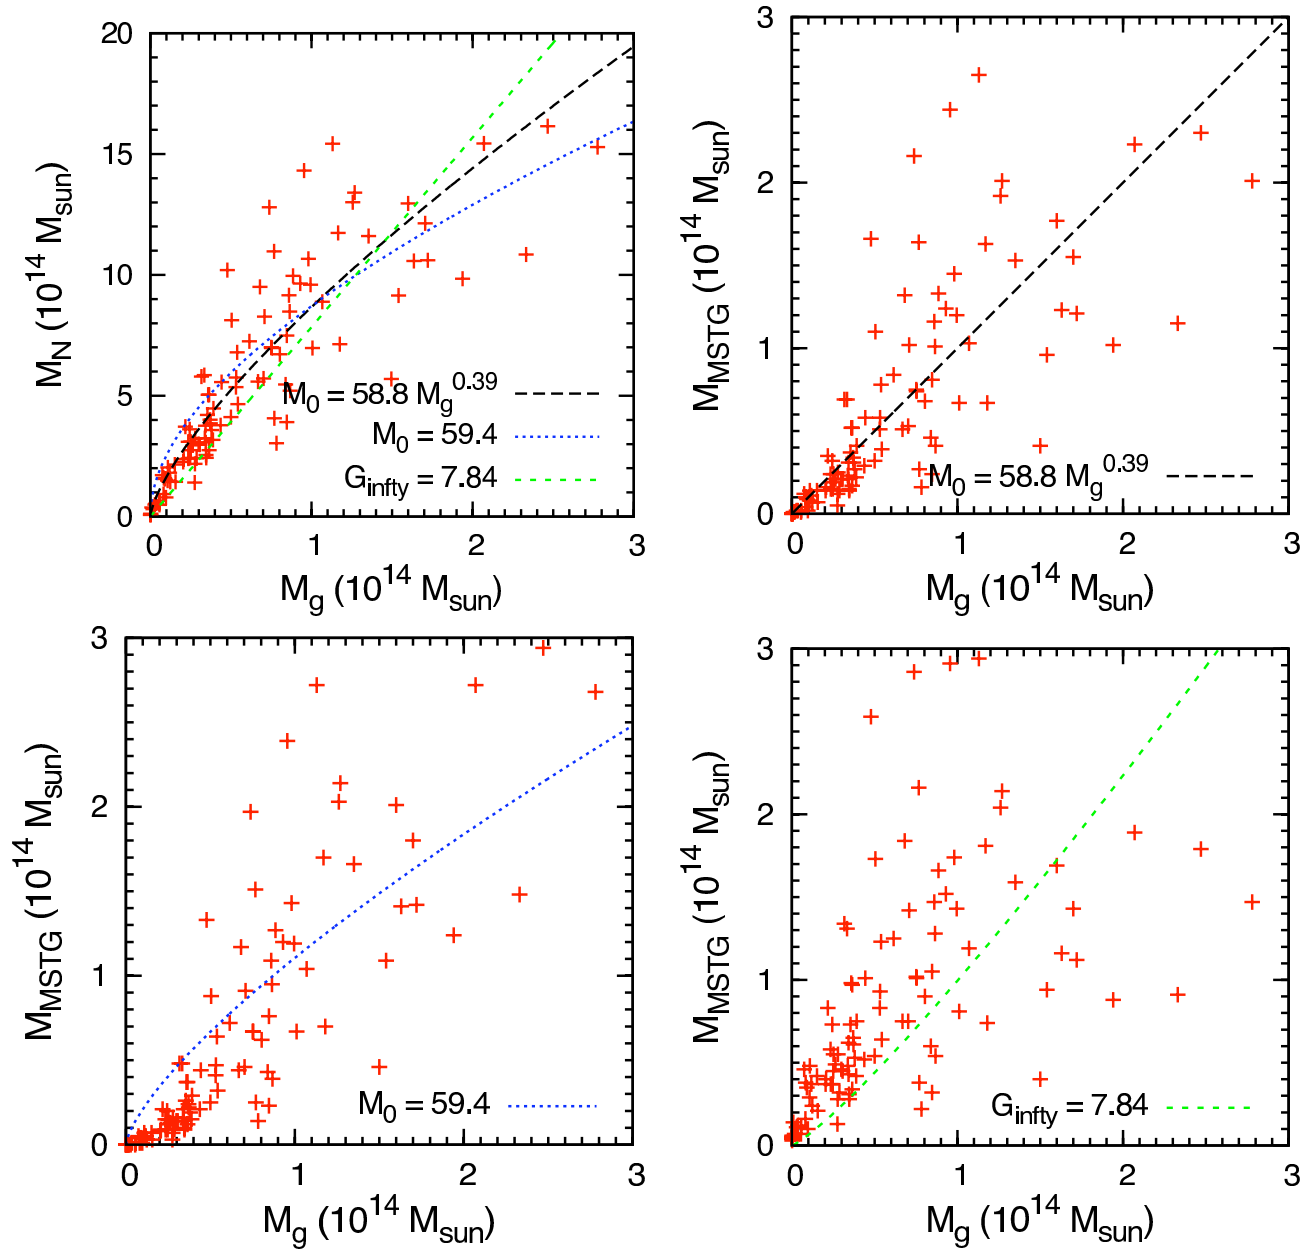 M_N (10^14 M_sun)
20
15
10
5
0
M_0 = 58.8 M_g^0.39
M_0 = 59.4
G_infty = 7.84
0 1 2 3
M_g (10^14 M_sun)
M_MSTG (10^14 M_sun)
3
2
1
0
M_0 = 58.8 M_g^0.39
0 1 2 3
M_g (10^14 M_sun)
M_MSTG (10^14 M_sun)
3
2
1
0
M_0 = 59.4
0 1 2 3
M_g (10^14 M_sun)
M_MSTG (10^14 M_sun)
3
2
1
0
G_infty = 7.84
0 1 2 3
M_g (10^14 M_sun)